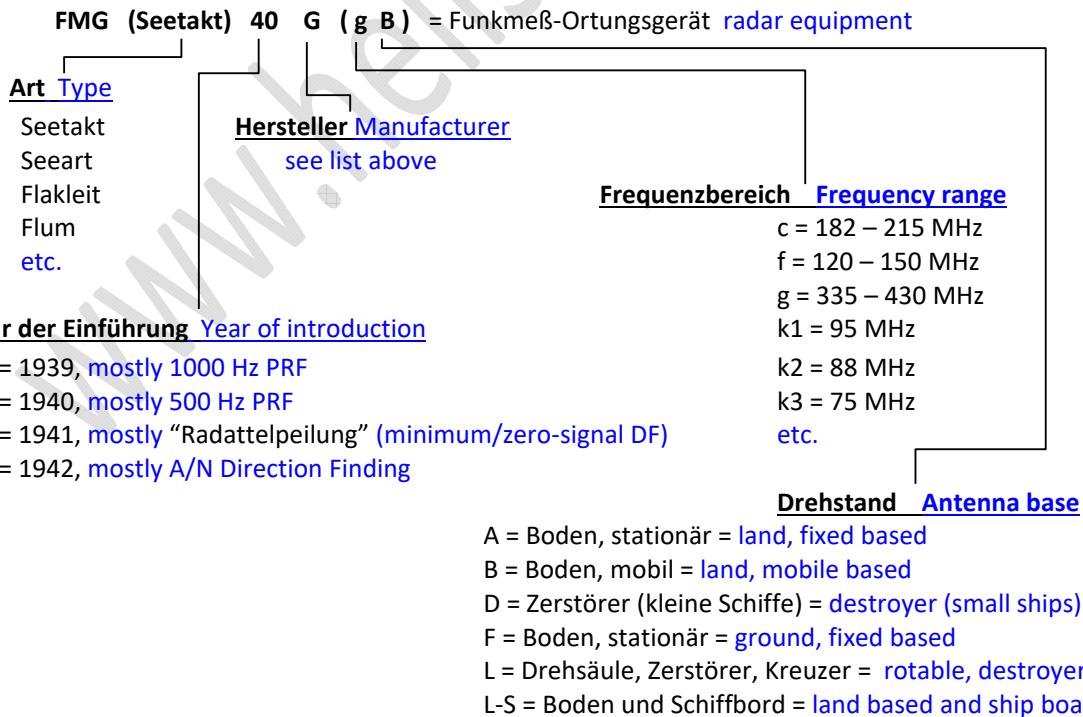 FMG (Seetakt) 40 G ( g B ) = Funkmeß-Ortungsgerät radar equipment
Art Type
Seetakt
Seeart
Flakleit
Flum
etc.
Hersteller Manufacturer
see list above
Frequenzbereich Frequency range
c = 182 – 215 MHz
f = 120 – 150 MHz
g = 335 – 430 MHz
k1 = 95 MHz
k2 = 88 MHz
k3 = 75 MHz
etc.
r der Einführung Year of introduction
= 1939, mostly 1000 Hz PRF
= 1940, mostly 500 Hz PRF
= 1941, mostly “Radattelpeilung” (minimum/zero-signal DF)
= 1942, mostly A/N Direction Finding
Drehstand Antenna base
A = Boden, stationär = land, fixed based
B = Boden, mobil = land, mobile based
D = Zerstörer (kleine Schiffe) = destroyer (small ships)
F = Boden, stationär = ground, fixed based
L = Drehsäule, Zerstörer, Kreuzer = rotable, destroyer
L-S = Boden und Schiffbord = land based and ship boa
www.hel